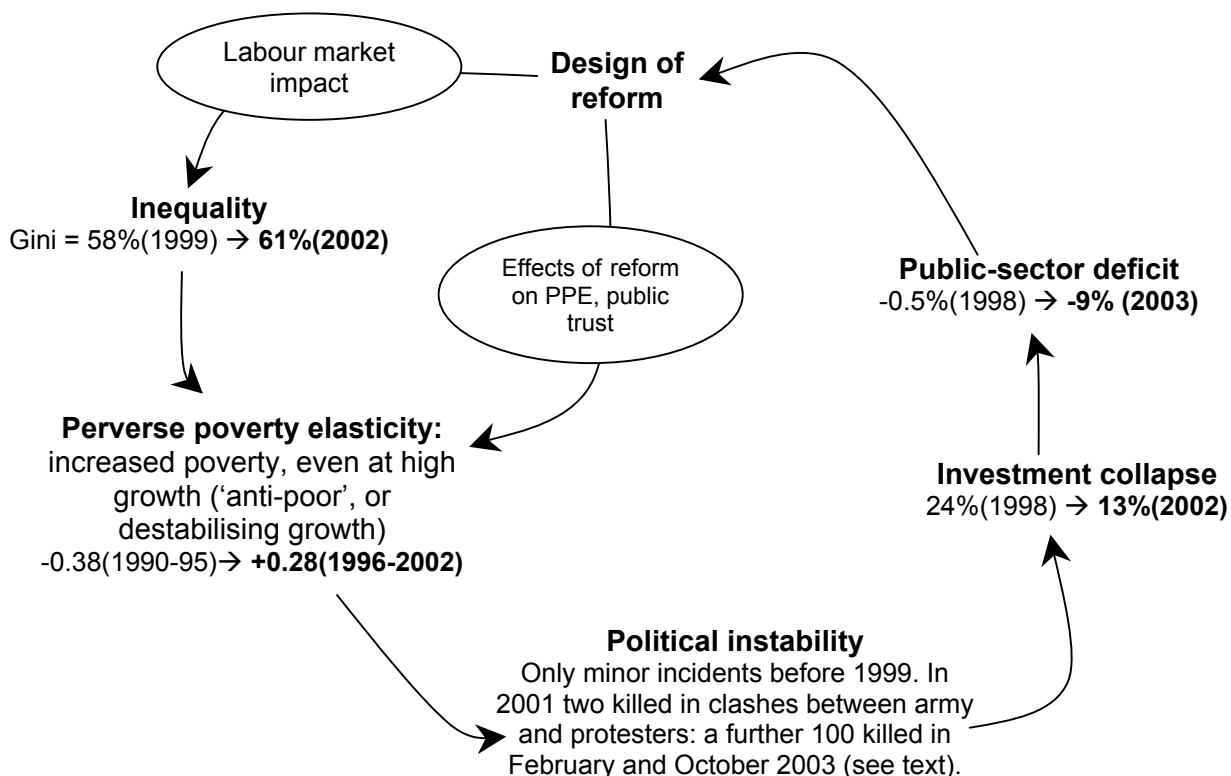 Labour market
impact
Design of
reform
Inequality
Gini = 58%(1999) → 61%(2002)
Effects of reform
on PPE, public
trust
Public-sector deficit
-0.5%(1998) → -9% (2003)
Perverse poverty elasticity:
increased poverty, even at high
growth (‘anti-poor’, or
destabilising growth)
-0.38(1990-95)→ +0.28(1996-2002)
Investment collapse
24%(1998) → 13%(2002)
Political instability
Only minor incidents before 1999. In
2001 two killed in clashes between army
and protesters: a further 100 killed in
February and October 2003 (see text).